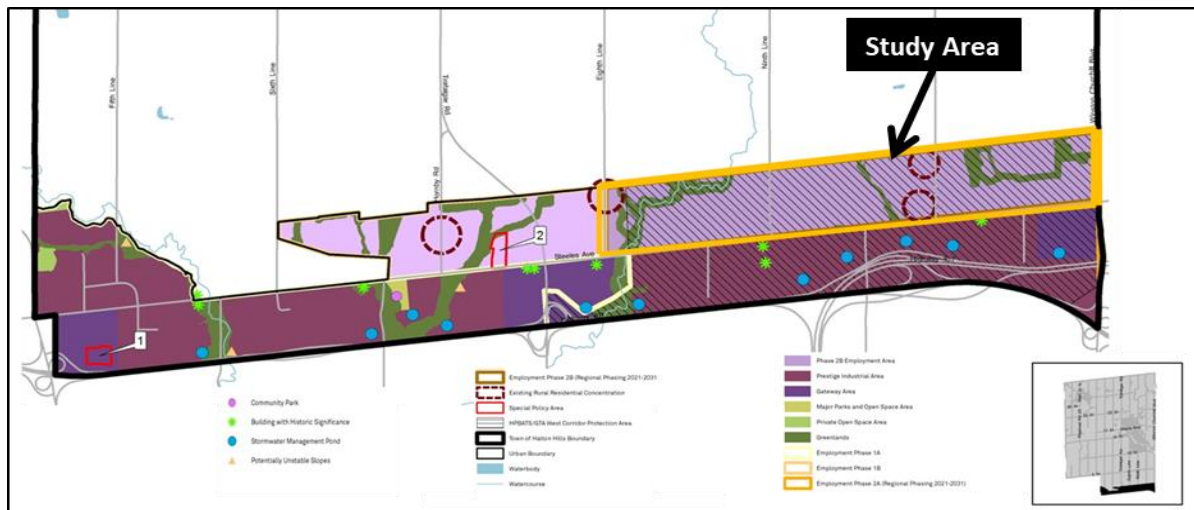 Study Area
Fifth Line
Sixth Line
Trafalgar Rd
Hornby Rd
Eighth Line
Ninth Line
Winston Churchill Blvd
Steeles Ave
1
2
Community Park
Building with Historic Significance
Stormwater Management Pond
Potentially Unstable Slopes
Employment Phase 2B (Regional Phasing 2021-2031
Existing Rural Residential Concentration
Special Policy Area
HPBATS/GTA West Corridor Protection Area
Town of Halton Hills Boundary
Urban Boundary
Waterbody
Watercourse
Phase 2B Employment Area
Prestige Industrial Area
Gateway Area
Major Parks and Open Space Area
Private Open Space Area
Greenlands
Employment Phase 1A
Employment Phase 1B
Employment Phase 2A (Regional Phasing 2021-2031)